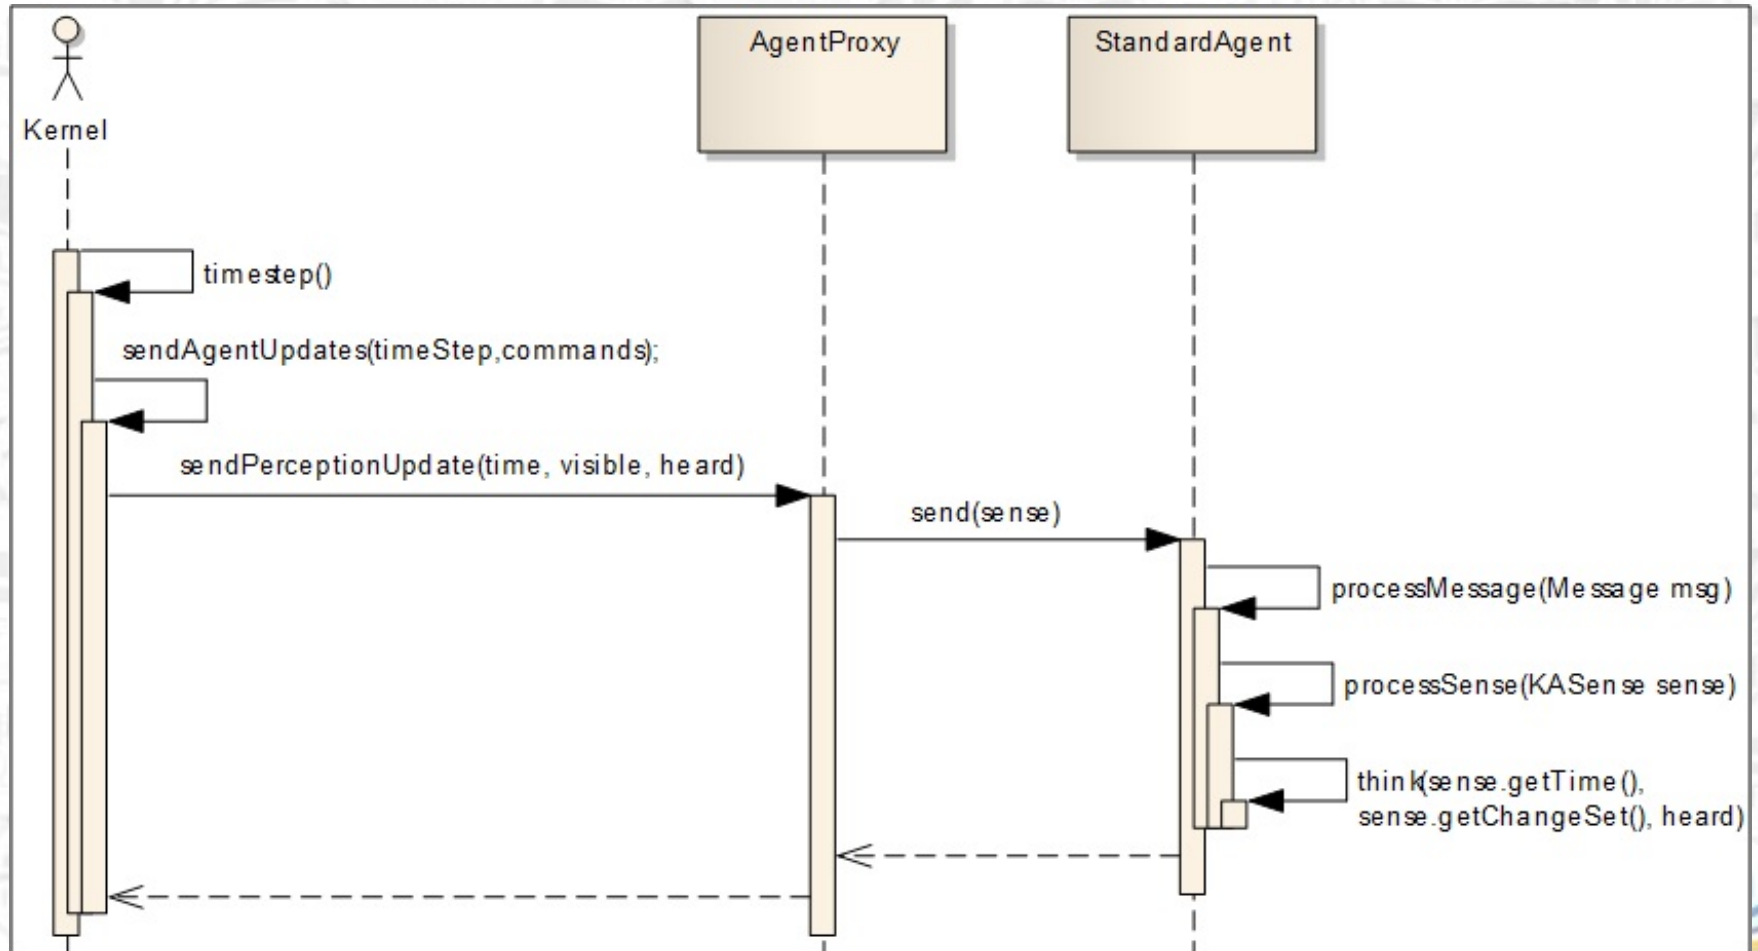 AgentProxy
StandardAgent
Kernel
timestep()
sendAgentUpdates(timeStep,commands);
sendPerceptionUpdate(time, visible, heard)
send(sense)
processMessage(Message msg)
processSense(KASense sense)
think(sense.getTime(),
sense.getChangeSet(), heard)